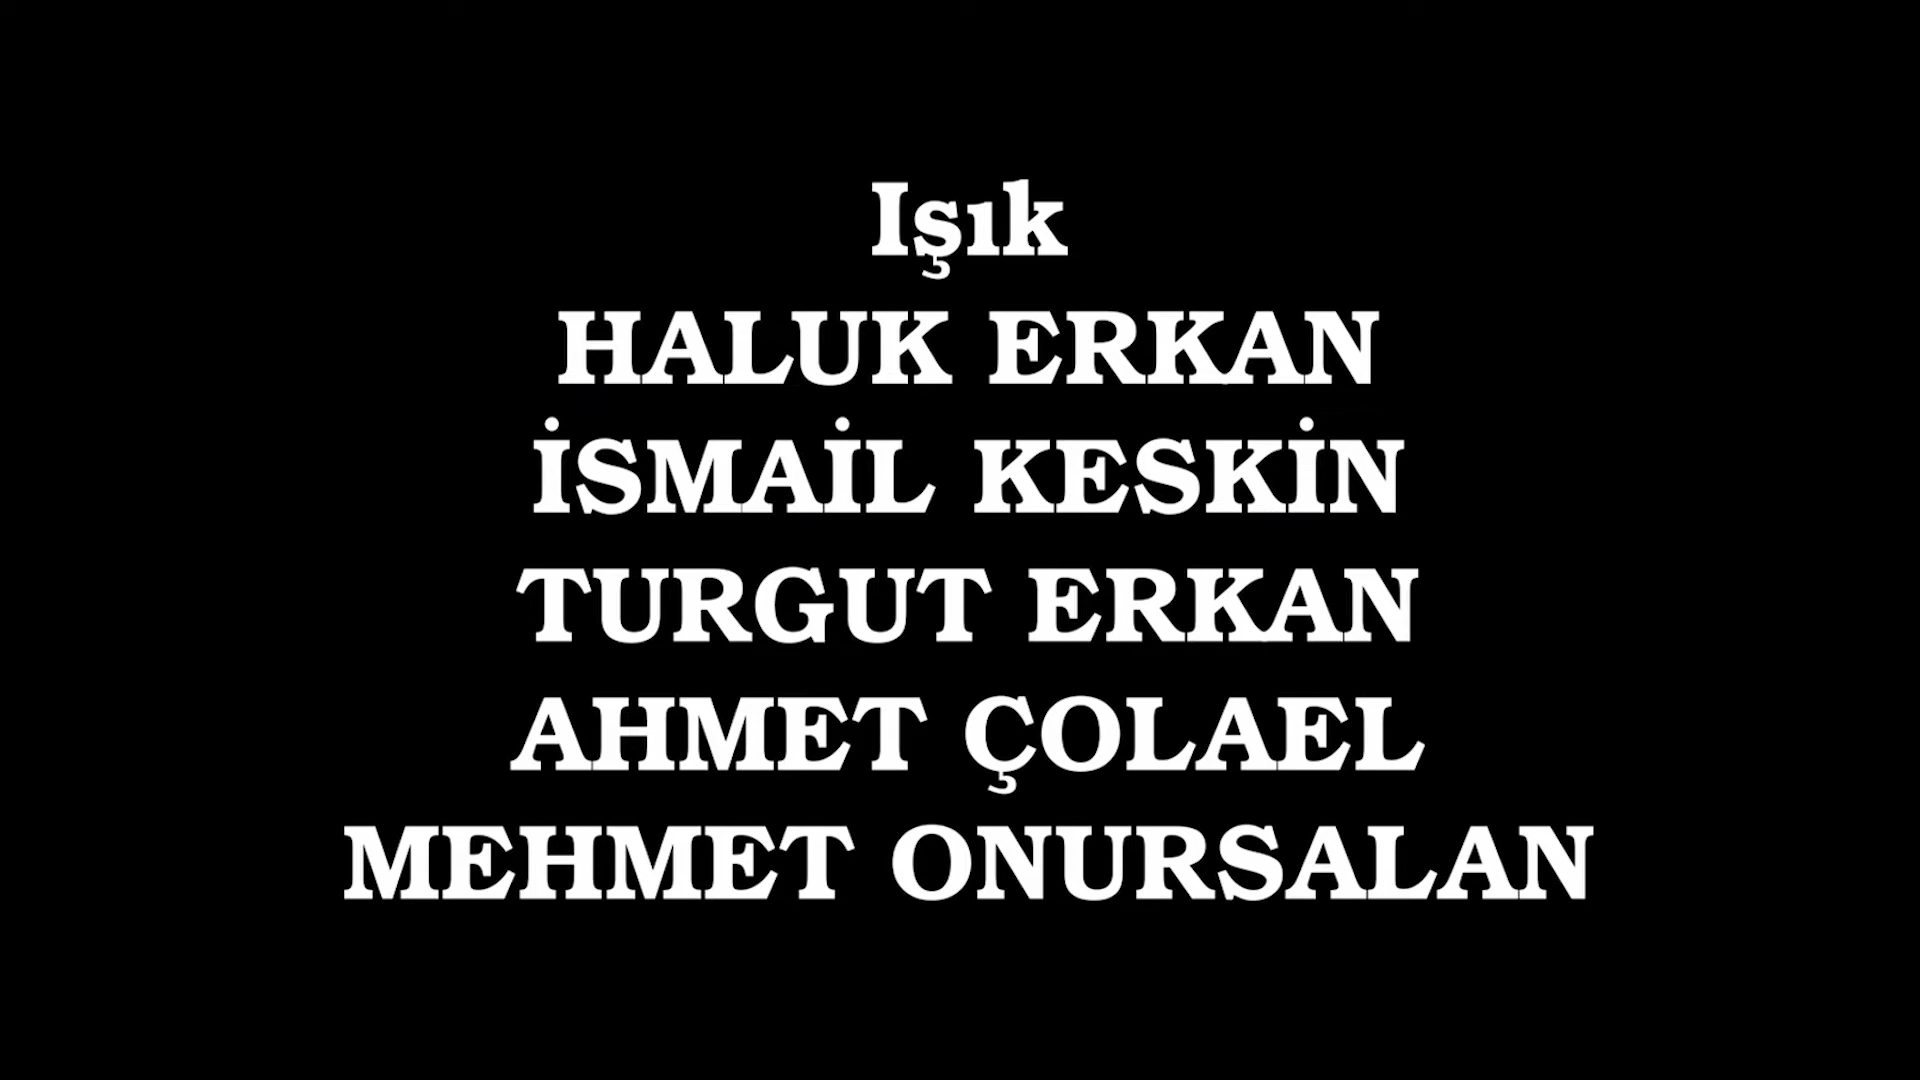 Işık
HALUK ERKAN
İSMAİL KESKİN
TURGUT ERKAN
AHMET ÇOLAEL
MEHMET ONURSALAN